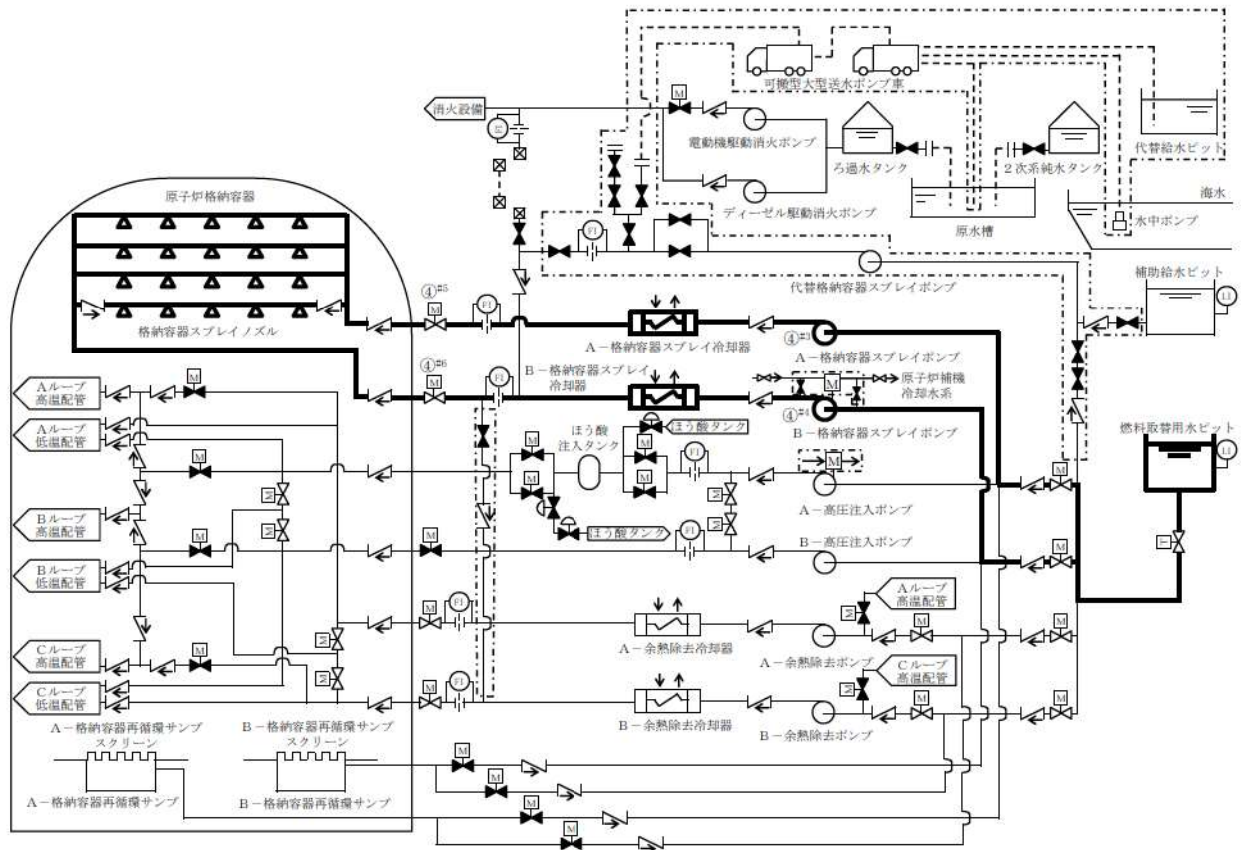 可搬型大型送水ポンプ車
消火設備
M
FI
電動機駆動消火ポンプ
ろ過水タンク
2次系純水タンク
代替給水ピット
海水
ディーゼル駆動消火ポンプ
原水槽
水中ポンプ
原子炉格納容器
FI
代替格納容器スプレイポンプ
補助給水ピット
LI
格納容器スプレイノズル
④#5
M
FI
A-格納容器スプレイ冷却器
④#3
A-格納容器スプレイポンプ
④#6
M
FI
B-格納容器スプレイ
冷却器
M
原子炉補機
冷却水系
④#4
B-格納容器スプレイポンプ
燃料取替用水ピット
LI
Aループ
高温配管
M
Aループ
低温配管
ほう酸
注入タンク
ほう酸タンク
M
M
M
M
FI
M
M
A-高圧注入ポンプ
M
M
M
M
M
Bループ
高温配管
ほう酸タンク
FI
M
M
B-高圧注入ポンプ
M
T
Bループ
低温配管
Aループ
高温配管
M
M
FI
M
M
M
A-余熱除去冷却器
A-余熱除去ポンプ
Cループ
高温配管
M
M
Cループ
高温配管
Cループ
低温配管
M
FI
M
M
M
B-余熱除去冷却器
B-余熱除去ポンプ
A-格納容器再循環サンプ
スクリーン
B-格納容器再循環サンプ
スクリーン
M
M
A-格納容器再循環サンプ
B-格納容器再循環サンプ
M
M